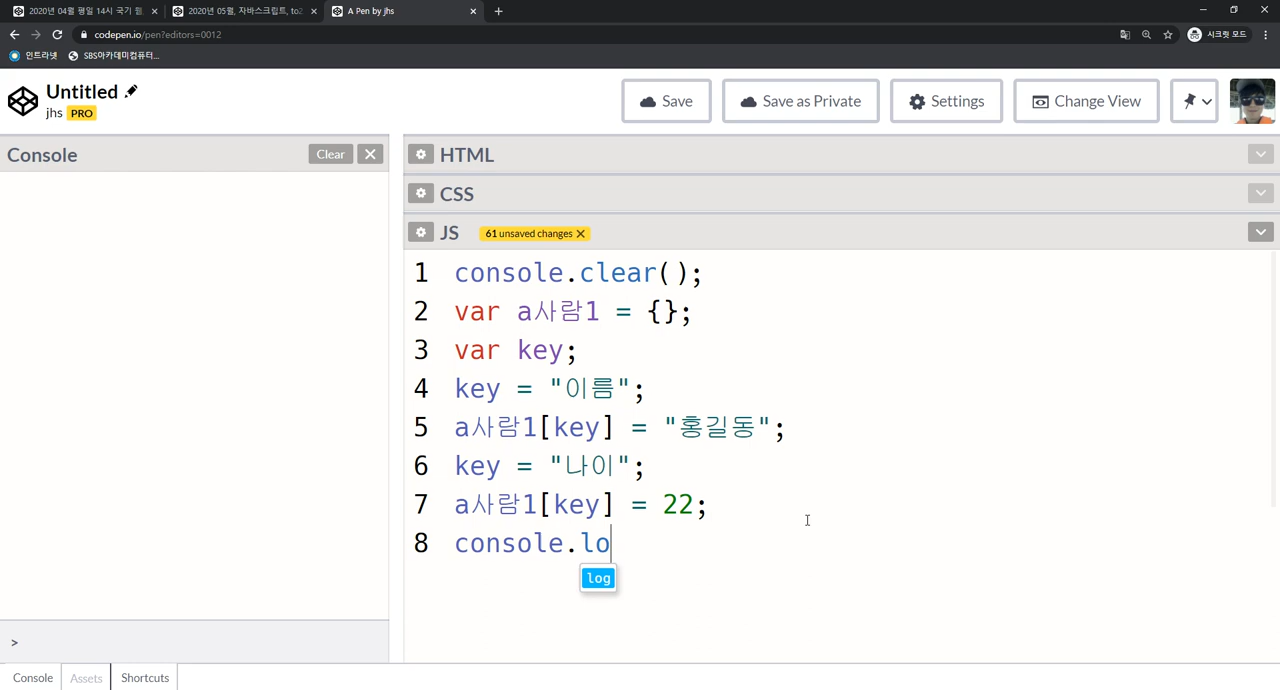 2020년 04월 평일 14시 국기 원
2020년 05월, 자바스크립트, to2
A Pen by jhs
codepen.io/pen?editors=0012
시크릿 모드
인트라넷
SBS아카데미컴퓨터...
Untitled
jhs PRO
Save
Save as Private
Settings
Change View
Console
Clear
HTML
CSS
JS
61 unsaved changes
1 console.clear();
2 var a사람1 = {};
3 var key;
4 key = "이름";
5 a사람1[key] = "홍길동";
6 key = "나이";
7 a사람1[key] = 22;
8 console.lo
log
>
Console
Assets
Shortcuts